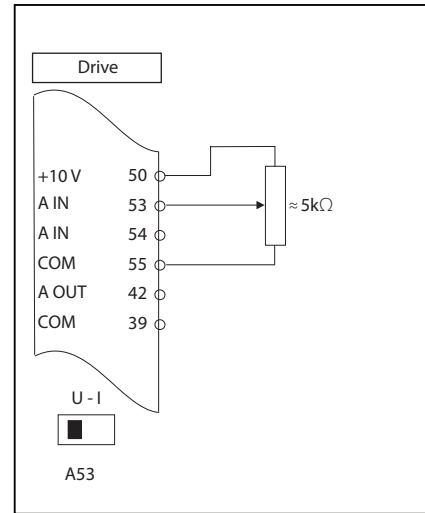 Drive
+10 V 50
A IN 53
≈ 5kΩ
A IN 54
COM 55
A OUT 42
COM 39
U - I
A53